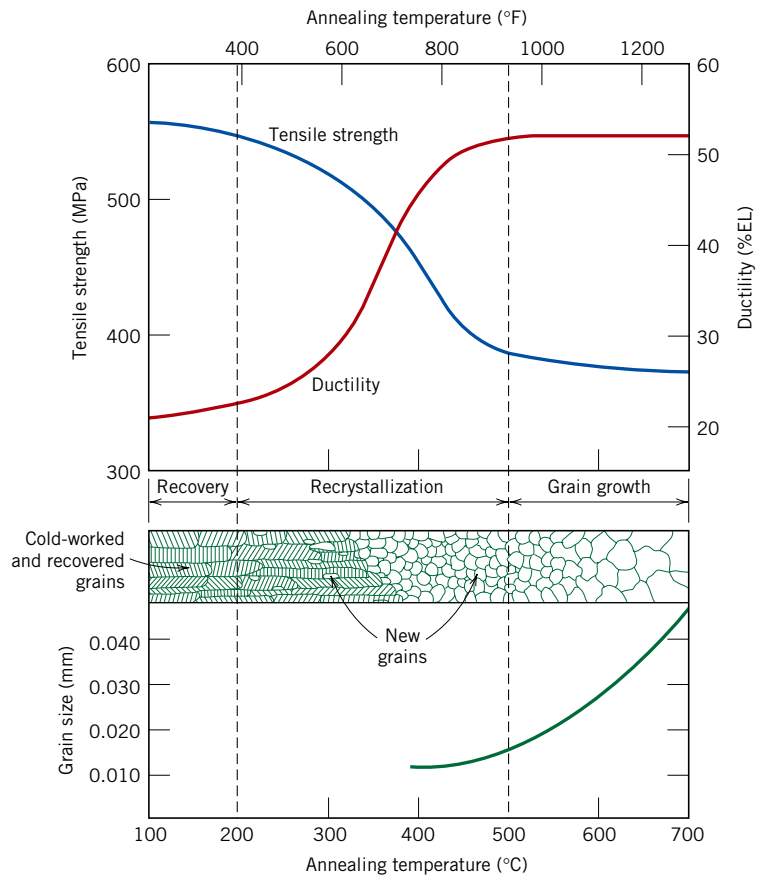 Annealing temperature (°F)
400 600 800 1000 1200
600
500
400
300
Tensile strength (MPa)
60
50
40
30
20
Ductility (%EL)
Tensile strength
Ductility
Recovery Recrystallization Grain growth
Cold-worked
and recovered
grains
New
grains
0.040
0.030
0.020
0.010
Grain size (mm)
100 200 300 400 500 600 700
Annealing temperature (°C)